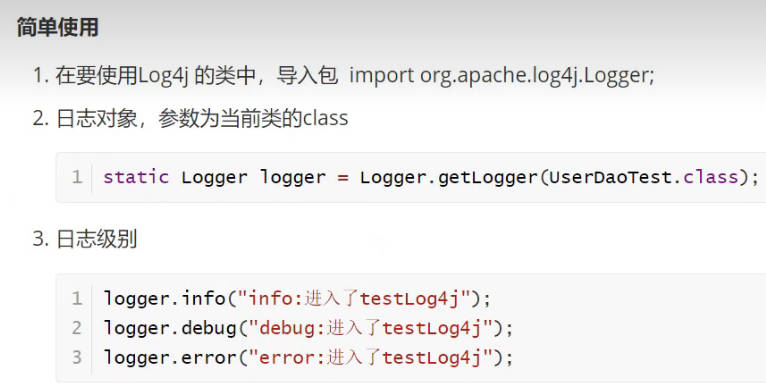 简单使用
1. 在要使用Log4j 的类中，导入包 import org.apache.log4j.Logger;
2. 日志对象，参数为当前类的class
1 static Logger logger = Logger.getLogger(UserDaoTest.class);
3. 日志级别
1 logger.info("info:进入了testLog4j");
2 logger.debug("debug:进入了testLog4j");
3 logger.error("error:进入了testLog4j");